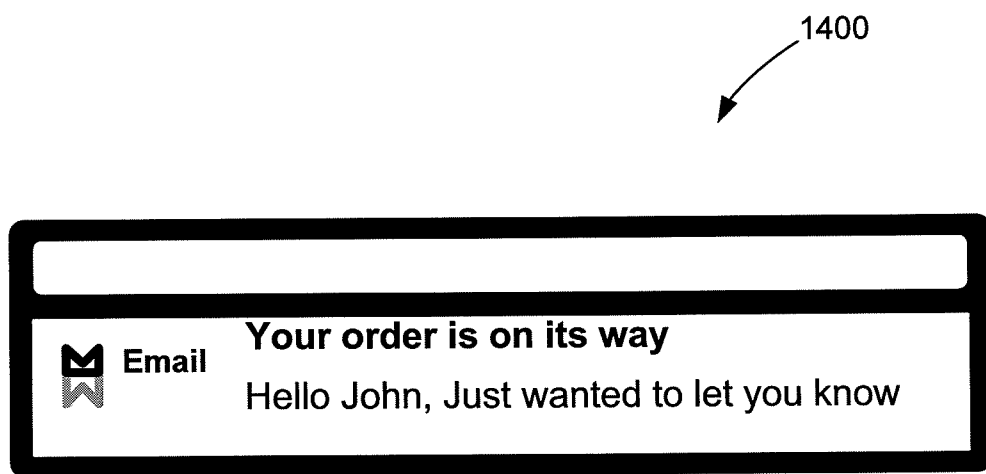 1400
Your order is on its way
Email
Hello John, Just wanted to let you know